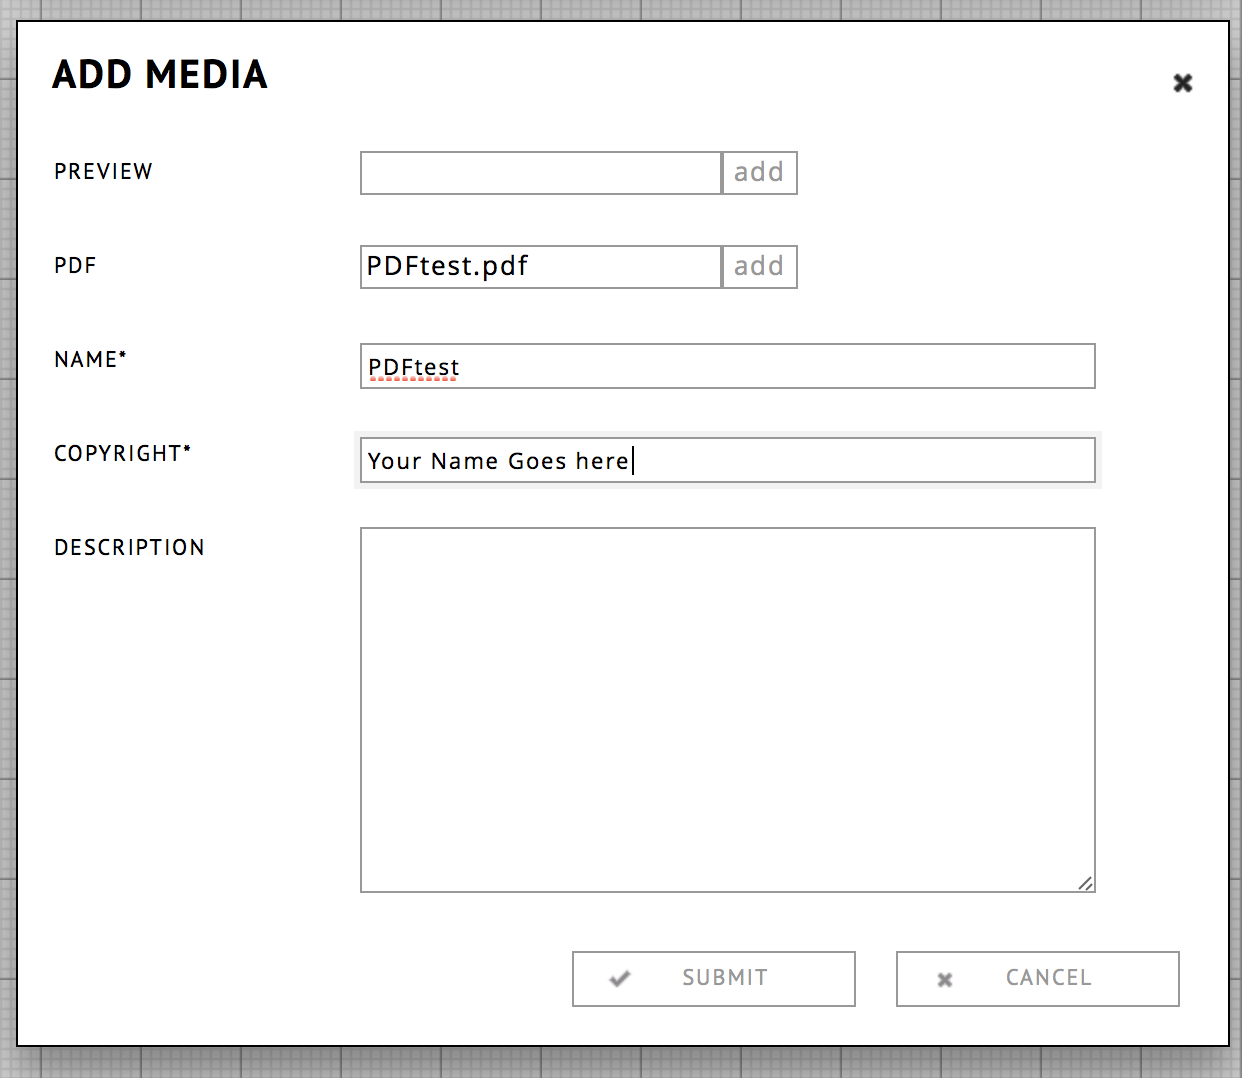 ADD MEDIA
PREVIEW
add
PDF
PDFtest.pdf
add
NAME*
PDFtest
COPYRIGHT*
Your Name Goes here
DESCRIPTION
SUBMIT
CANCEL